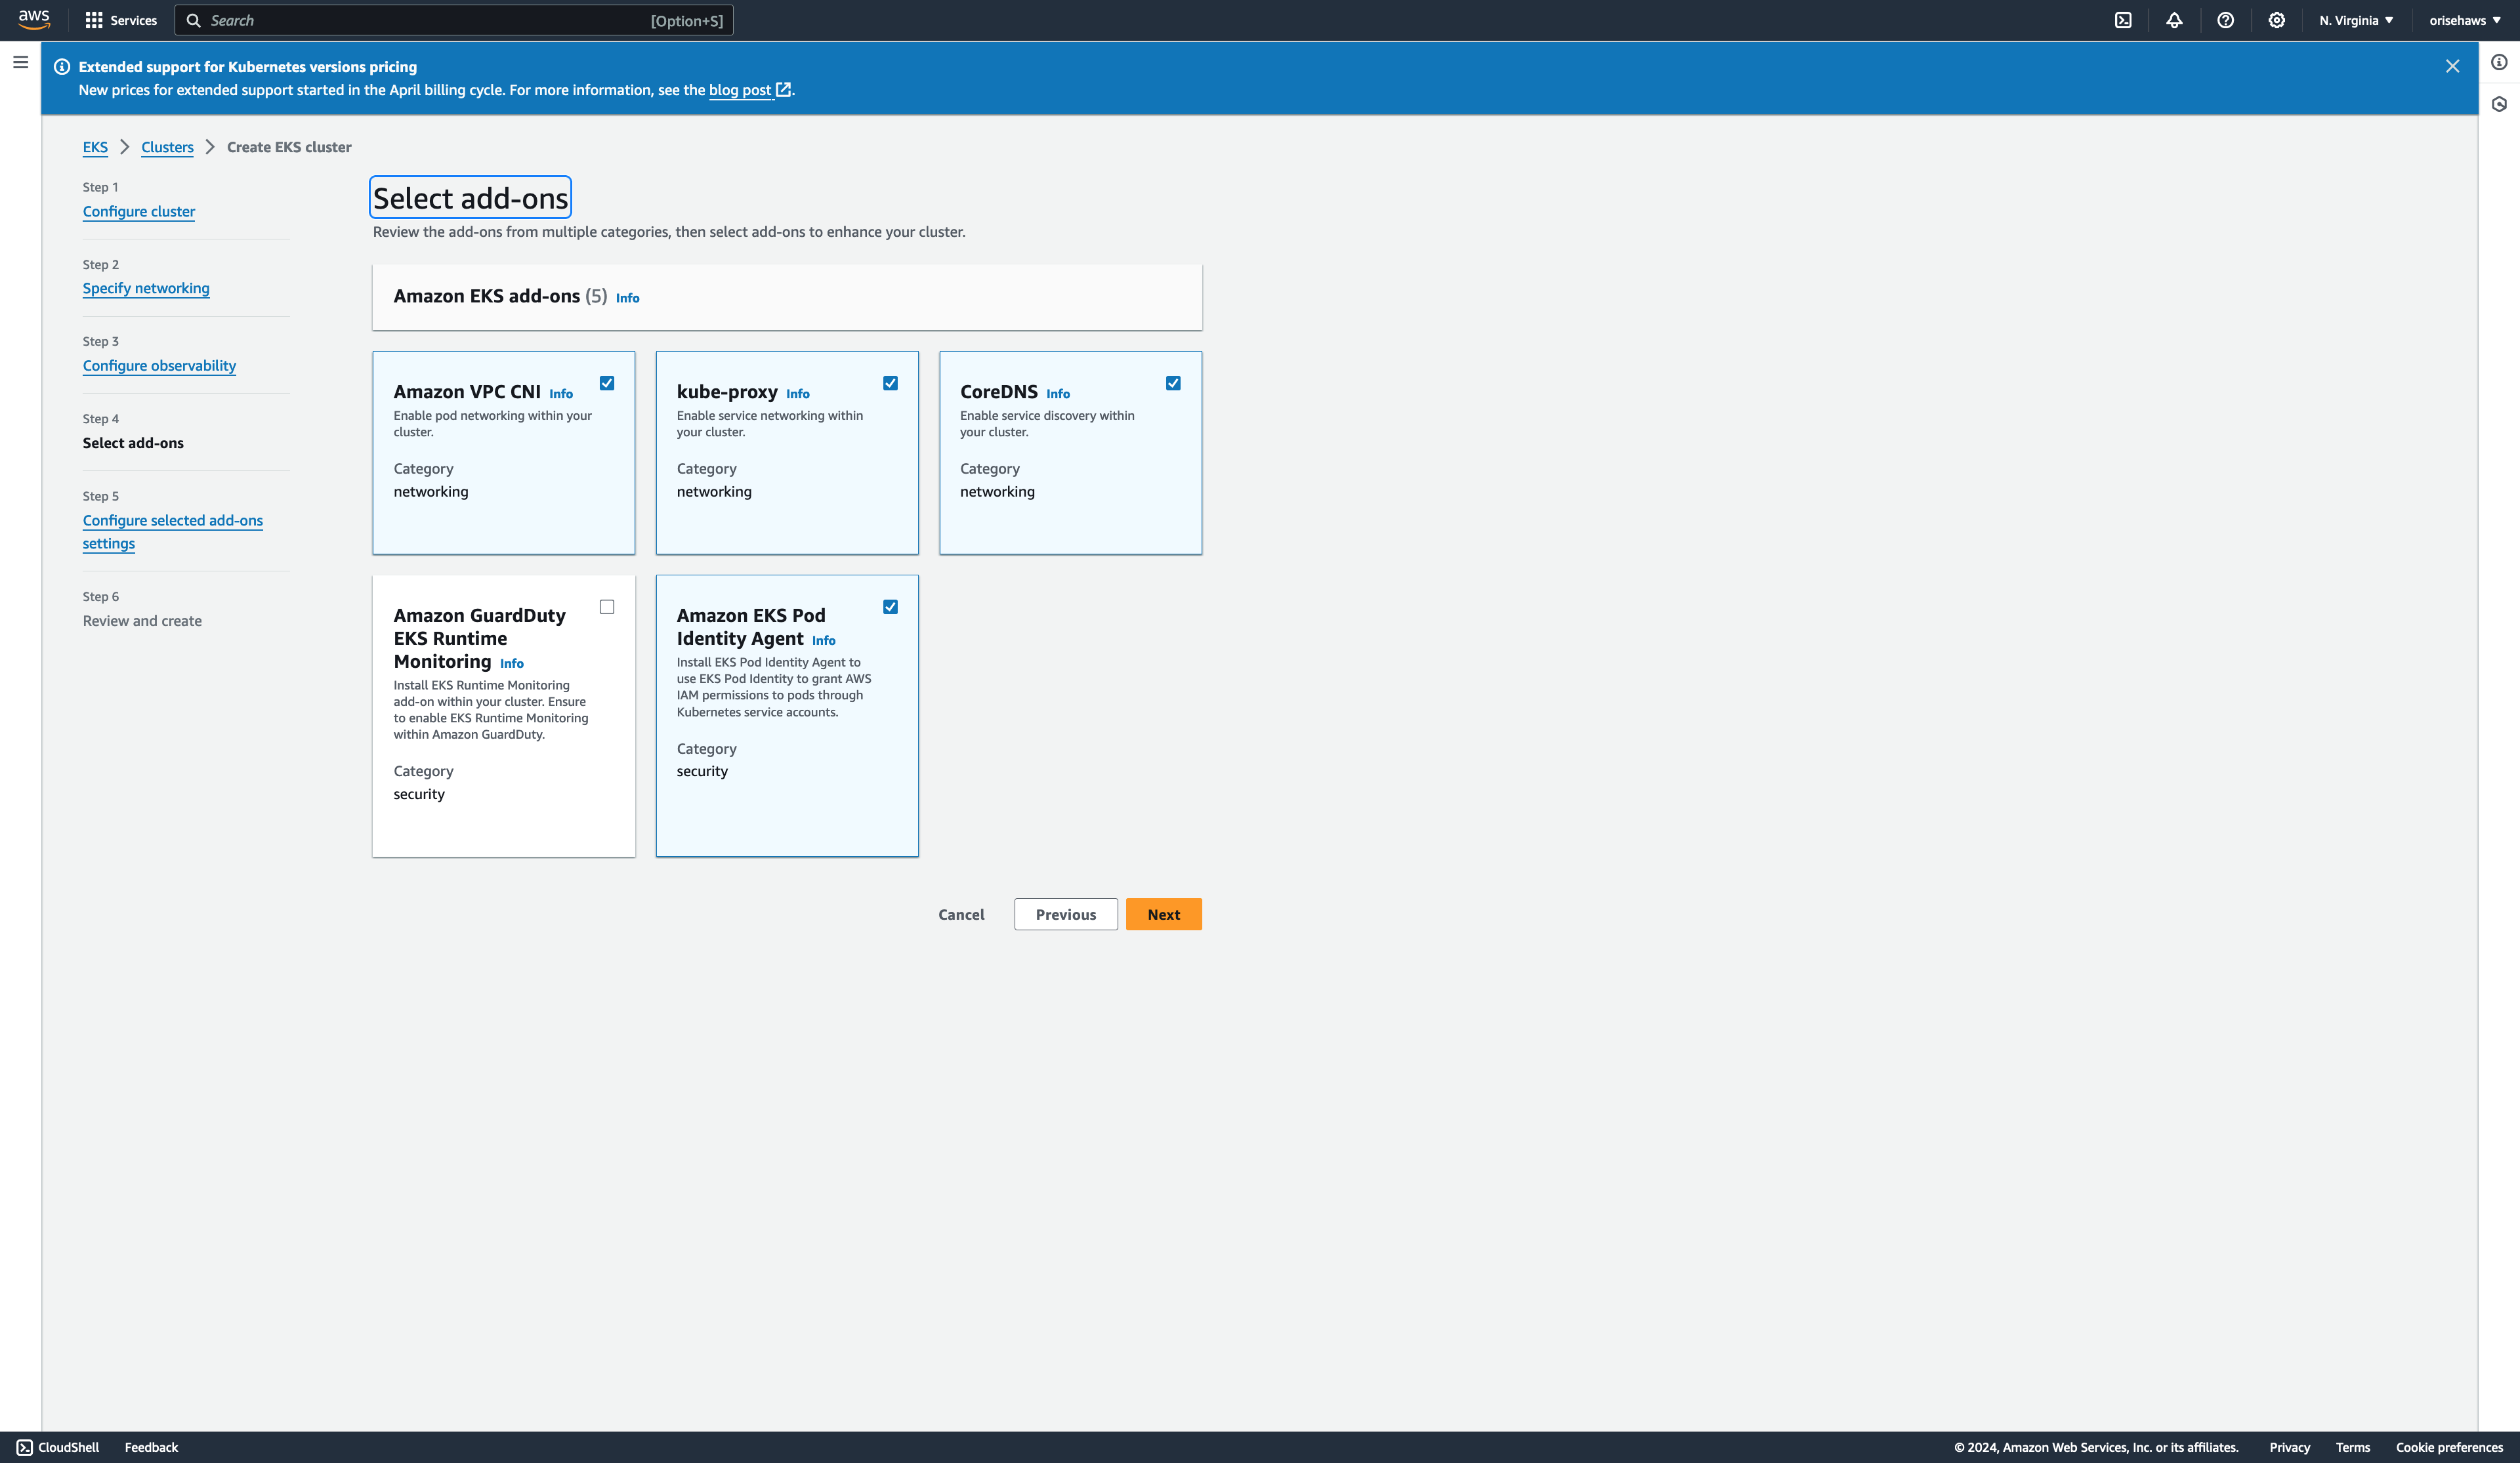 aws
Services
Search
[Option+S]
N. Virginia
orisehaws
Extended support for Kubernetes versions pricing
New prices for extended support started in the April billing cycle. For more information, see the blog post.
EKS
Clusters
Create EKS cluster
Step 1
Configure cluster
Step 2
Specify networking
Step 3
Configure observability
Step 4
Select add-ons
Step 5
Configure selected add-ons
settings
Step 6
Review and create
Select add-ons
Review the add-ons from multiple categories, then select add-ons to enhance your cluster.
Amazon EKS add-ons (5) Info
Amazon VPC CNI Info
Enable pod networking within your
cluster.
Category
networking
kube-proxy Info
Enable service networking within
your cluster.
Category
networking
CoreDNS Info
Enable service discovery within
your cluster.
Category
networking
Amazon GuardDuty
EKS Runtime
Monitoring Info
Install EKS Runtime Monitoring
add-on within your cluster. Ensure
to enable EKS Runtime Monitoring
within Amazon GuardDuty.
Category
security
Amazon EKS Pod
Identity Agent Info
Install EKS Pod Identity Agent to
use EKS Pod Identity to grant AWS
IAM permissions to pods through
Kubernetes service accounts.
Category
security
Cancel
Previous
Next
CloudShell
Feedback
© 2024, Amazon Web Services, Inc. or its affiliates.
Privacy
Terms
Cookie preferences